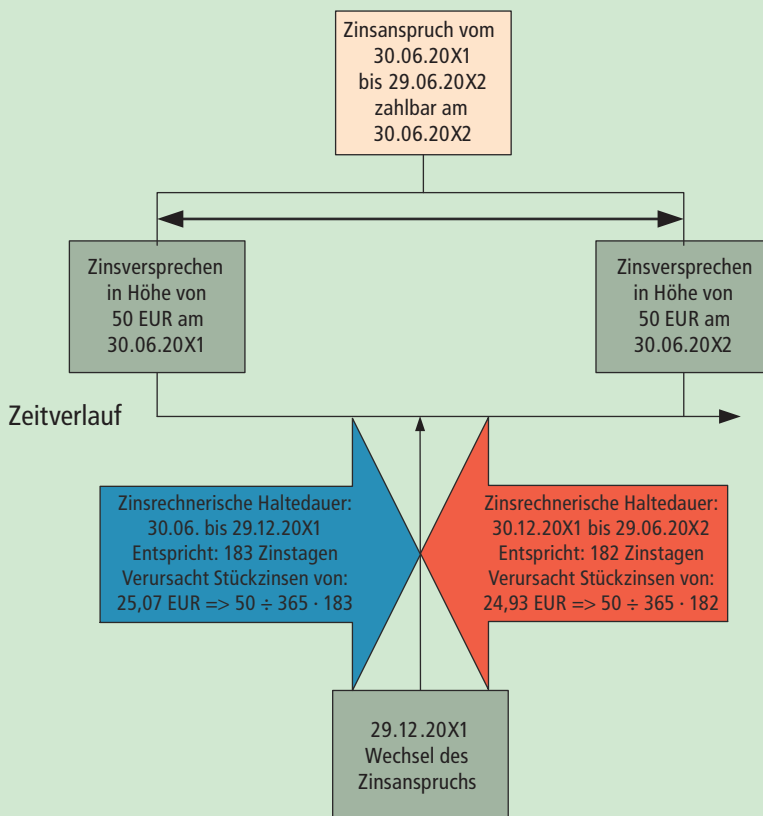 Zinsanspruch vom
30.06.20X1
bis 29.06.20X2
zahlbar am
30.06.20X2
Zinsversprechen
in Höhe von
50 EUR am
30.06.20X1
Zinsversprechen
in Höhe von
50 EUR am
30.06.20X2
Zeitverlauf
Zinsrechnerische Haltedauer:
30.06. bis 29.12.20X1
Entspricht: 183 Zinstagen
Verursacht Stückzinsen von:
25,07 EUR => 50 ÷ 365 · 183
Zinsrechnerische Haltedauer:
30.12.20X1 bis 29.06.20X2
Entspricht: 182 Zinstagen
Verursacht Stückzinsen von:
24,93 EUR => 50 ÷ 365 · 182
29.12.20X1
Wechsel des
Zinsanspruchs